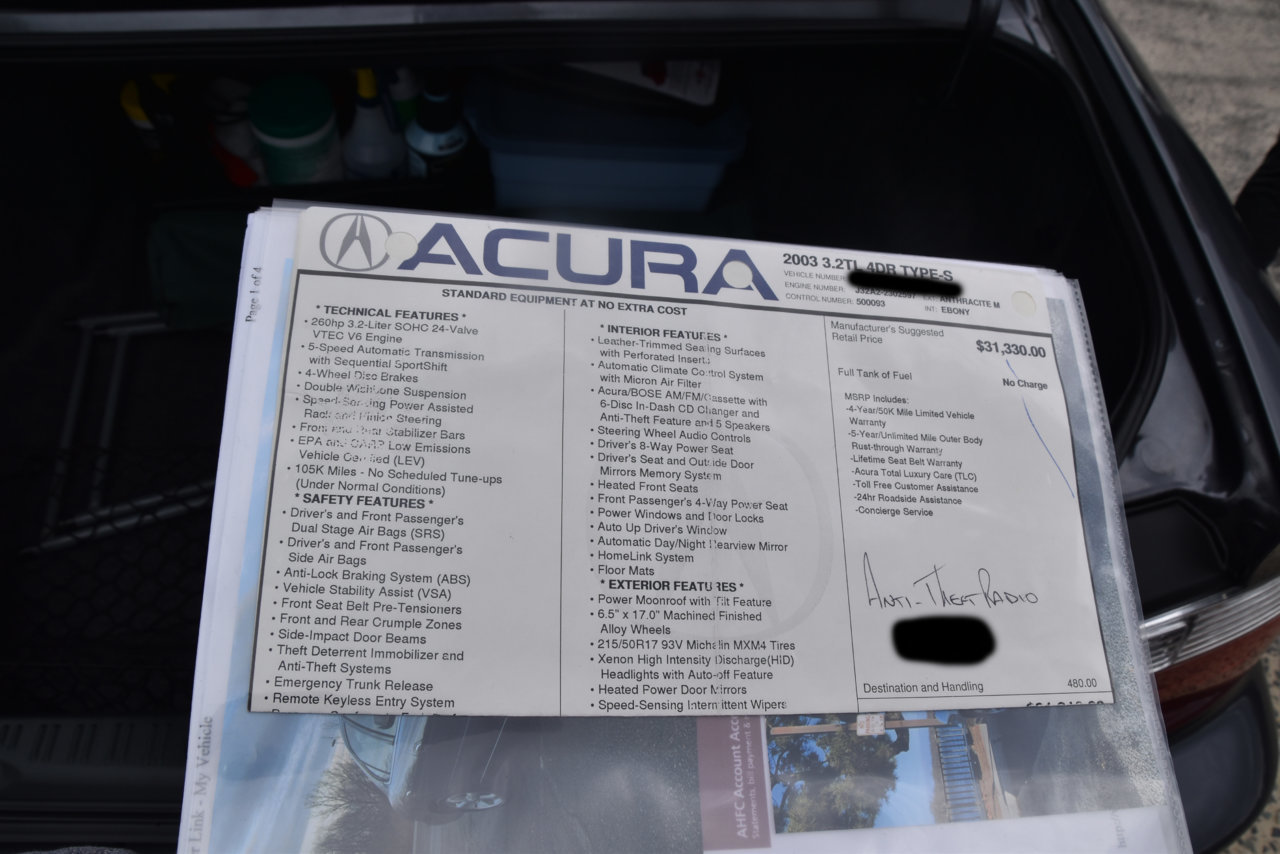 ACURA
2003 3.2TL 4DR TYPE-S
VEHICLE NUMBER:
ENGINE NUMBER: J32A2-2302597
CONTROL NUMBER: 500093
EXT: ANTHRACITE M
INT: EBONY
STANDARD EQUIPMENT AT NO EXTRA COST
* TECHNICAL FEATURES *
• 260hp 3.2-Liter SOHC 24-Valve
VTEC V6 Engine
• 5-Speed Automatic Transmission
with Sequential SportShift
• 4-Wheel Disc Brakes
• Double Wishbone Suspension
• Speed-Sensing Power Assisted
Rack and Pinion Steering
• Front and Rear Stabilizer Bars
• EPA and CARB Low Emissions
Vehicle Certified (LEV)
• 105K Miles - No Scheduled Tune-ups
(Under Normal Conditions)
* SAFETY FEATURES *
• Driver's and Front Passenger's
Dual Stage Air Bags (SRS)
• Driver's and Front Passenger's
Side Air Bags
• Anti-Lock Braking System (ABS)
• Vehicle Stability Assist (VSA)
• Front Seat Belt Pre-Tensioners
• Front and Rear Crumple Zones
• Side-Impact Door Beams
• Theft Deterrent Immobilizer and
Anti-Theft Systems
• Emergency Trunk Release
• Remote Keyless Entry System
* INTERIOR FEATURES *
• Leather-Trimmed Seating Surfaces
with Perforated Inserts
• Automatic Climate Control System
with Micron Air Filter
• Acura/BOSE AM/FM/Cassette with
6-Disc In-Dash CD Changer and
Anti-Theft Feature and 5 Speakers
• Steering Wheel Audio Controls
• Driver's 8-Way Power Seat
• Driver's Seat and Outside Door
Mirrors Memory System
• Heated Front Seats
• Front Passenger's 4-Way Power Seat
• Power Windows and Door Locks
• Auto Up Driver's Window
• Automatic Day/Night Rearview Mirror
• HomeLink System
• Floor Mats
* EXTERIOR FEATURES *
• Power Moonroof with Tilt Feature
• 6.5" x 17.0" Machined Finished
Alloy Wheels
• 215/50R17 93V Michelin MXM4 Tires
• Xenon High Intensity Discharge(HID)
Headlights with Auto-off Feature
• Heated Power Door Mirrors
• Speed-Sensing Intermittent Wipers
Manufacturer's Suggested
Retail Price $31,330.00
Full Tank of Fuel No Charge
MSRP Includes:
-4-Year/50K Mile Limited Vehicle
Warranty
-5-Year/Unlimited Mile Outer Body
Rust-through Warranty
-Lifetime Seat Belt Warranty
-Acura Total Luxury Care (TLC)
-Toll Free Customer Assistance
-24hr Roadside Assistance
-Concierge Service
ANTI-THEFT RADIO
Destination and Handling 480.00
Page 1 of 4
Link - My Vehicle
AHFC Account Acc
Statements, bill payment &
http:/